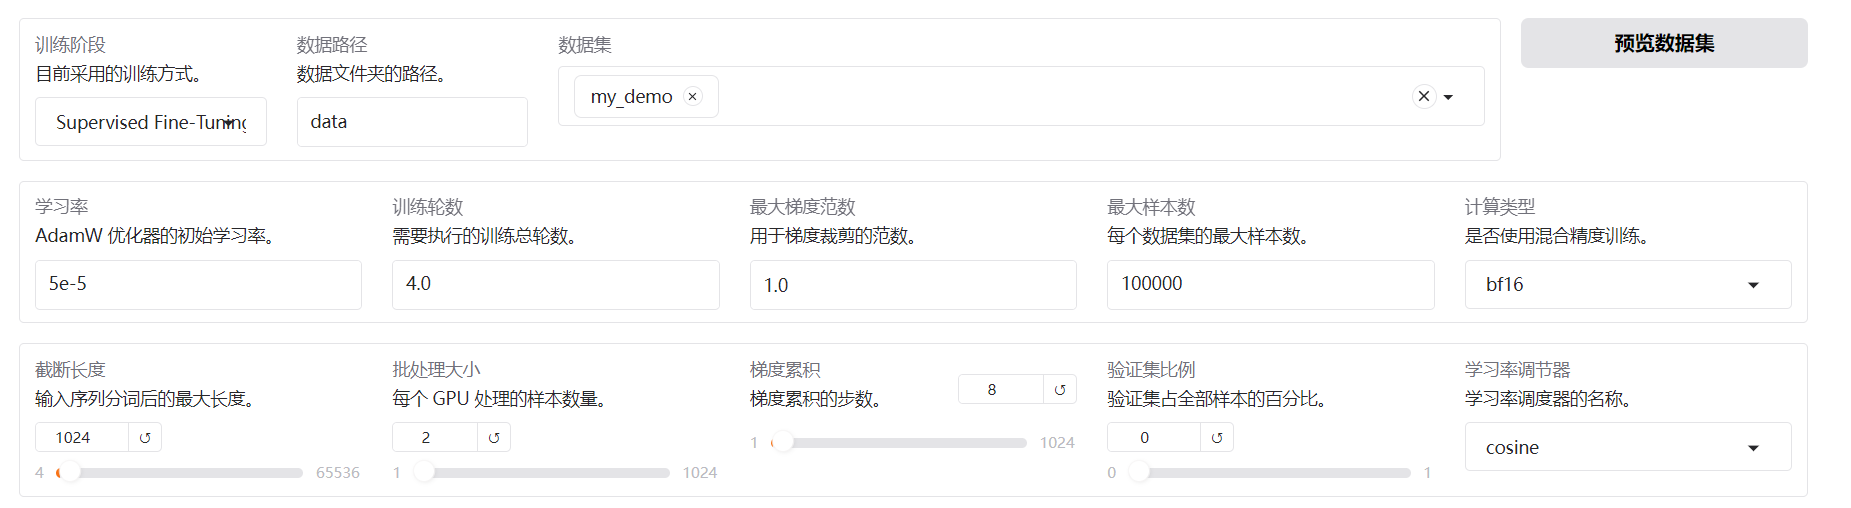 训练阶段
目前采用的训练方式。
Supervised Fine-Tuning
数据路径
数据文件夹的路径。
data
数据集
my_demo
预览数据集
学习率
AdamW 优化器的初始学习率。
5e-5
训练轮数
需要执行的训练总轮数。
4.0
最大梯度范数
用于梯度裁剪的范数。
1.0
最大样本数
每个数据集的最大样本数。
100000
计算类型
是否使用混合精度训练。
bf16
截断长度
输入序列分词后的最大长度。
1024
4 65536
批处理大小
每个 GPU 处理的样本数量。
2
1 1024
梯度累积
梯度累积的步数。
8
1 1024
验证集比例
验证集占全部样本的百分比。
0
0 1
学习率调节器
学习率调度器的名称。
cosine